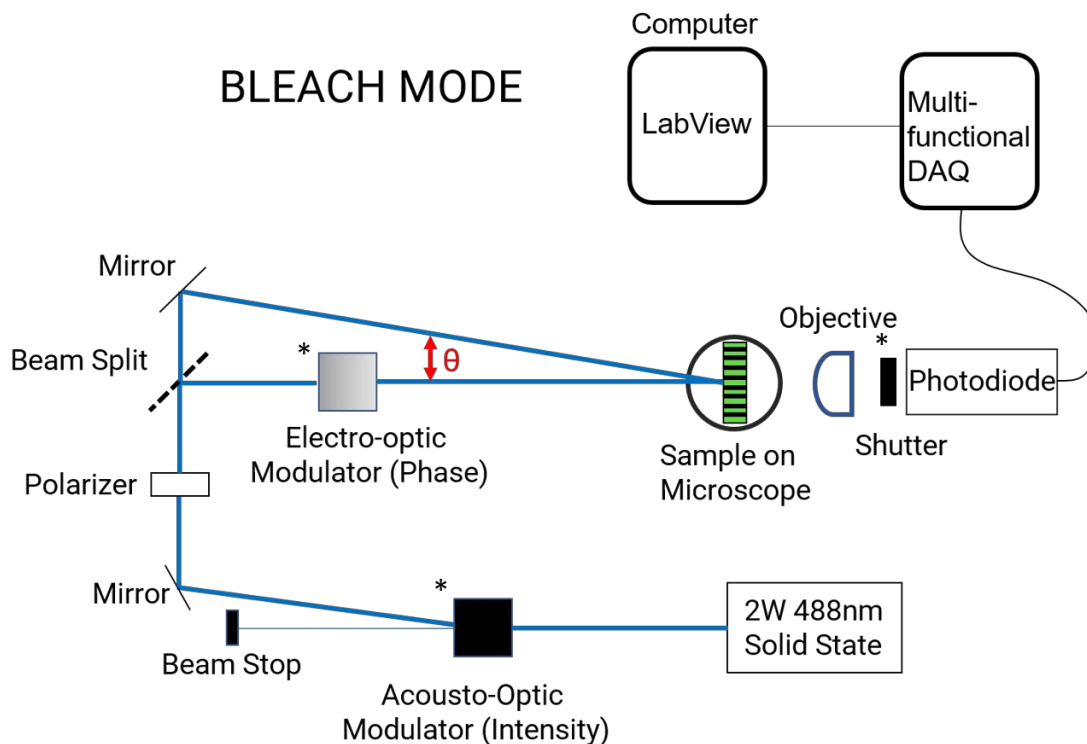 Computer
BLEACH MODE
LabView
Multi-
functional
DAQ
Mirror
Objective
*
*
Beam Split
θ
Photodiode
Electro-optic
Modulator (Phase)
Shutter
Sample on
Microscope
Polarizer
*
Mirror
2W 488nm
Solid State
Beam Stop
Acousto-Optic
Modulator (Intensity)